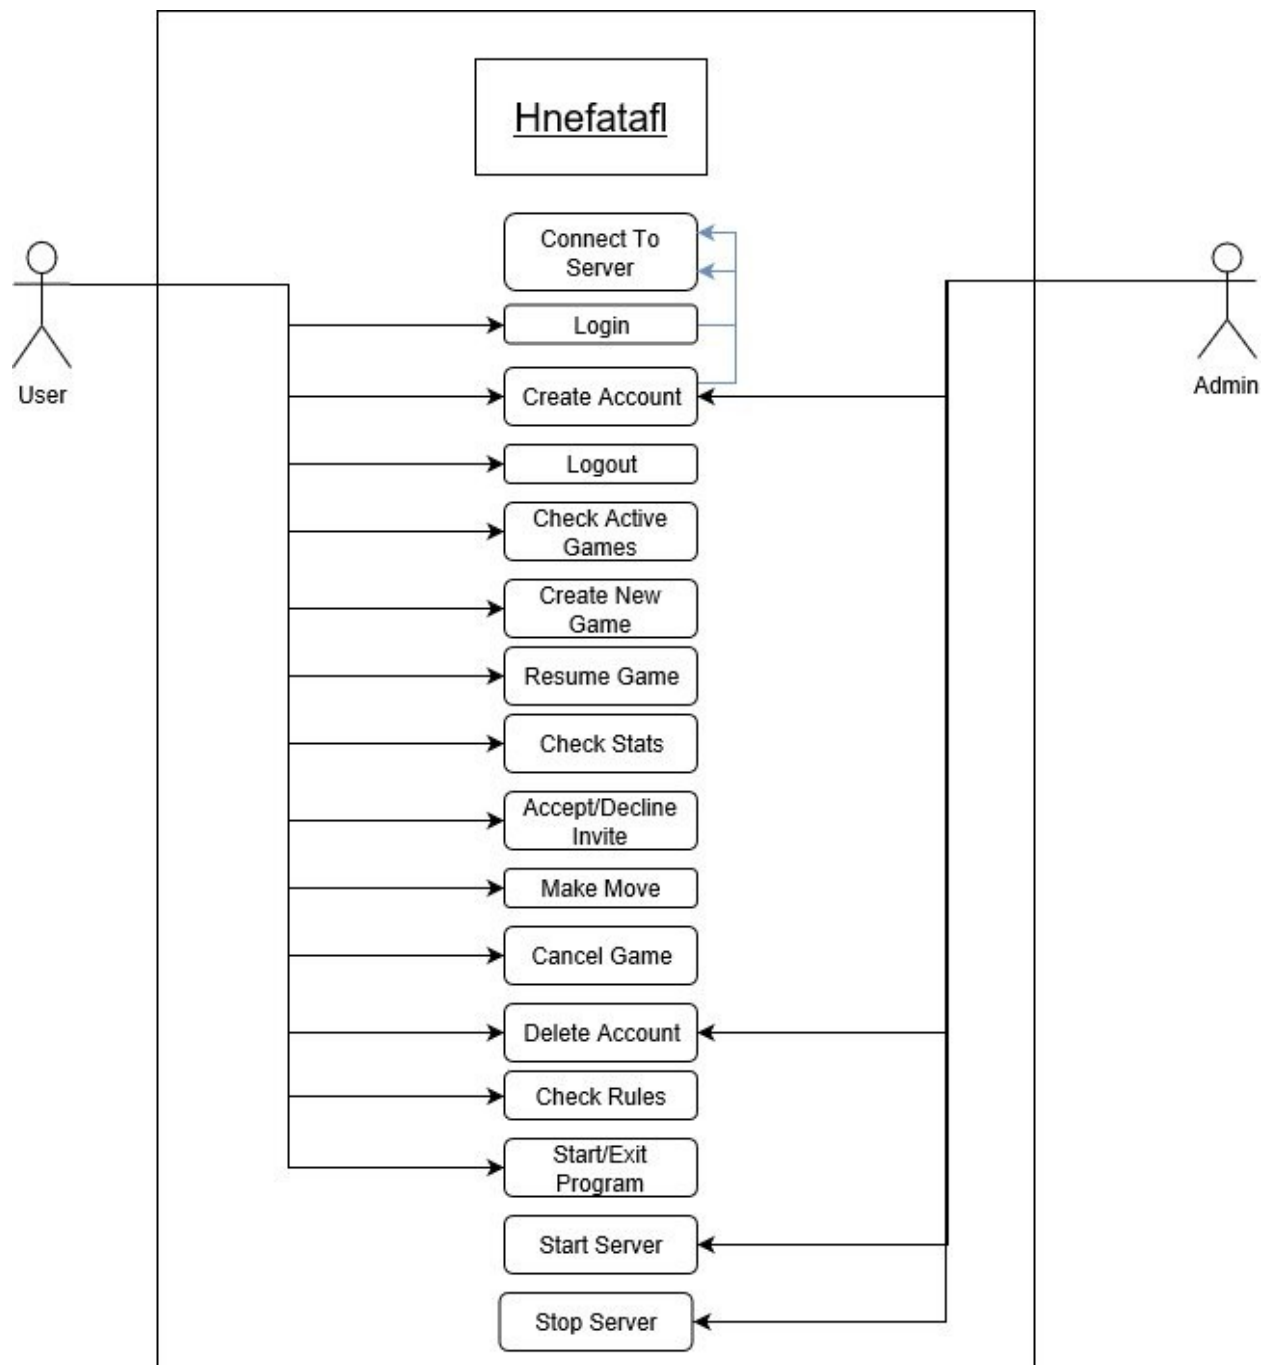 Hnefatafl
Connect To
Server
Login
User
Create Account
Admin
Logout
Check Active
Games
Create New
Game
Resume Game
Check Stats
Accept/Decline
Invite
Make Move
Cancel Game
Delete Account
Check Rules
Start/Exit
Program
Start Server
Stop Server